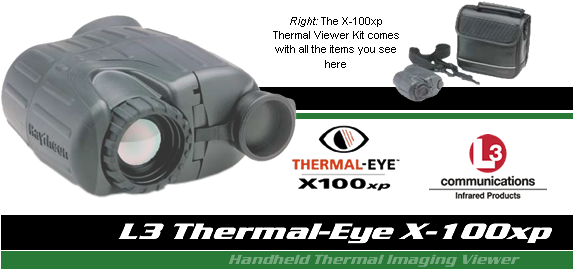 Right: The X-100xp
Thermal Viewer Kit comes
with all the items you see
here
Raytheon
THERMAL-EYE™
X100xp
L3
communications
Infrared Products
L3 Thermal-Eye X-100xp
Handheld Thermal Imaging Viewer